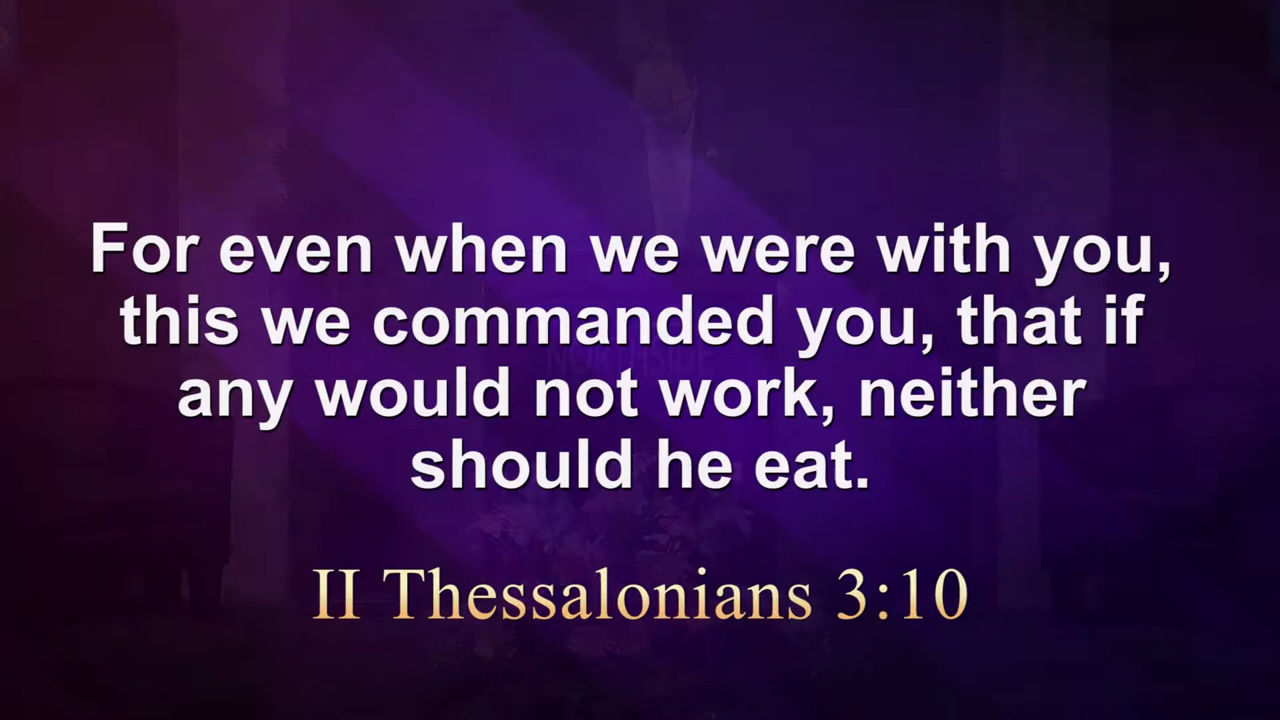 For even when we were with you,
this we commanded you, that if
any would not work, neither
should he eat.
II Thessalonians 3:10